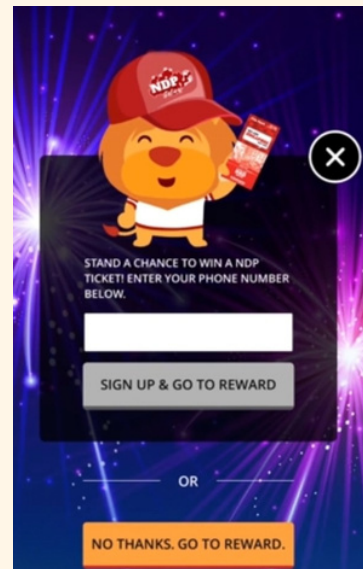 NDP
STAND A CHANCE TO WIN A NDP
TICKET! ENTER YOUR PHONE NUMBER
BELOW.
SIGN UP & GO TO REWARD
OR
NO THANKS. GO TO REWARD.